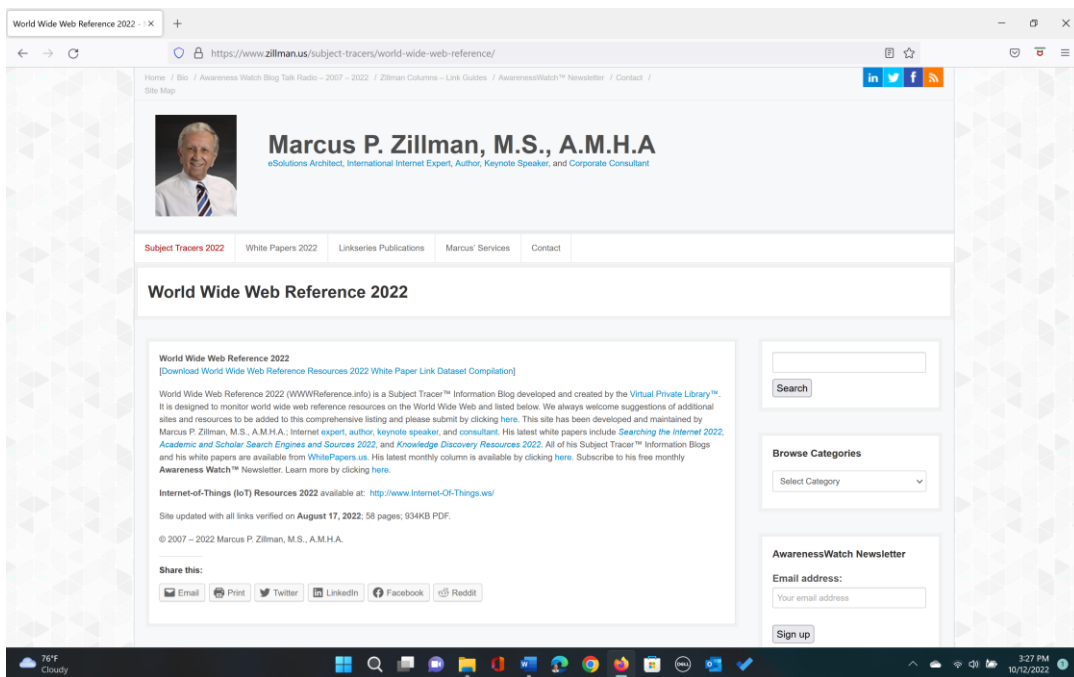 World Wide Web Reference 2022 -
https://www.zillman.us/subject-tracers/world-wide-web-reference/
Home / Bio / Awareness Watch Blog Talk Radio – 2007 – 2022 / Zillman Columns – Link Guides / AwarenessWatch™ Newsletter / Contact /
Site Map
in
f
Marcus P. Zillman, M.S., A.M.H.A
eSolutions Architect, International Internet Expert, Author, Keynote Speaker, and Corporate Consultant
Subject Tracers 2022 White Papers 2022 Linkseries Publications Marcus' Services Contact
World Wide Web Reference 2022
World Wide Web Reference 2022
[Download World Wide Web Reference Resources 2022 White Paper Link Dataset Compilation]
World Wide Web Reference 2022 (WWWReference.info) is a Subject Tracer™ Information Blog developed and created by the Virtual Private Library™.
It is designed to monitor world wide web reference resources on the World Wide Web and listed below. We always welcome suggestions of additional
sites and resources to be added to this comprehensive listing and please submit by clicking here. This site has been developed and maintained by
Marcus P. Zillman, M.S., A.M.H.A.; Internet expert, author, keynote speaker, and consultant. His latest white papers include Searching the Internet 2022,
Academic and Scholar Search Engines and Sources 2022, and Knowledge Discovery Resources 2022. All of his Subject Tracer™ Information Blogs
and his white papers are available from WhitePapers.us. His latest monthly column is available by clicking here. Subscribe to his free monthly
Awareness Watch™ Newsletter. Learn more by clicking here.
Internet-of-Things (IoT) Resources 2022 available at: http://www.Internet-Of-Things.ws/
Site updated with all links verified on August 17, 2022; 58 pages; 934KB PDF.
© 2007 – 2022 Marcus P. Zillman, M.S., A.M.H.A.
Share this:
Email Print Twitter LinkedIn Facebook Reddit
Search
Browse Categories
Select Category
AwarenessWatch Newsletter
Email address:
Your email address
Sign up
76°F
Cloudy
DELL
3:27 PM
10/12/2022